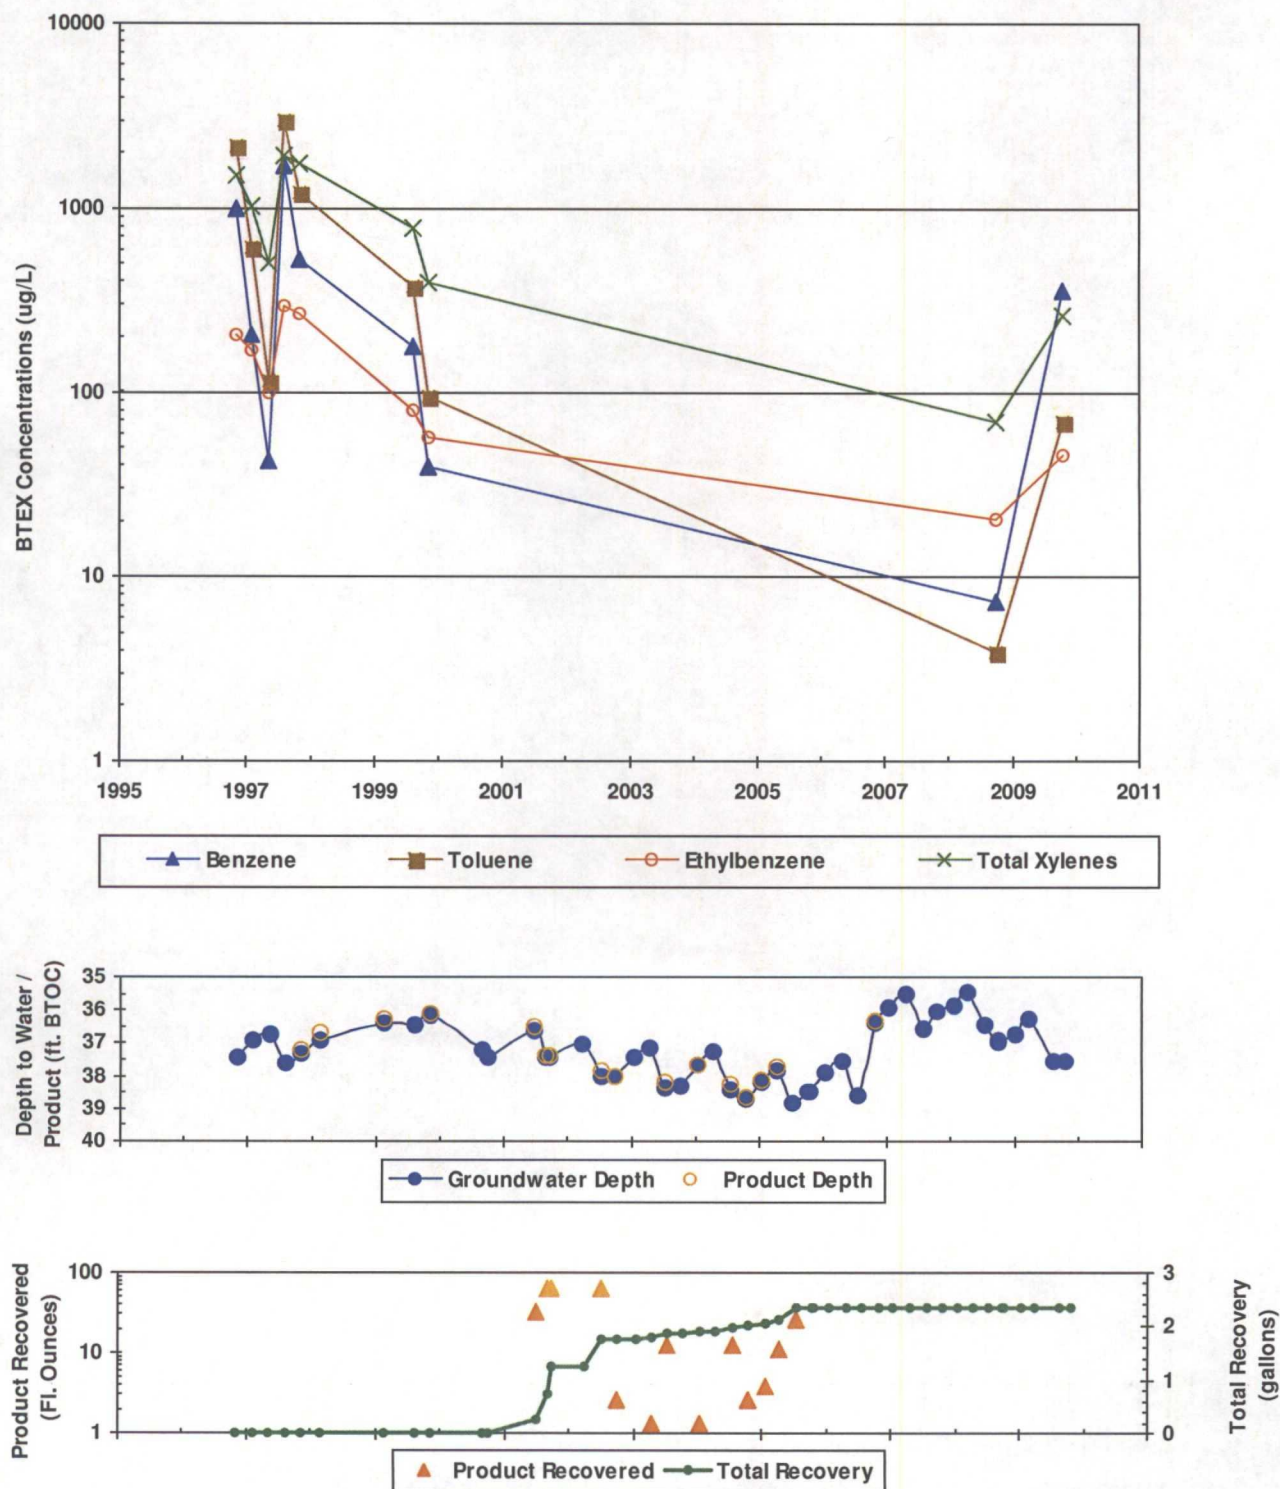 10000
1000
100
10
1
BTEX Concentrations (ug/L)
1995 1997 1999 2001 2003 2005 2007 2009 2011
Benzene Toluene Ethylbenzene Total Xylenes
35
36
37
38
39
40
Depth to Water /
Product (ft. BTOC)
Groundwater Depth Product Depth
100
10
1
Product Recovered
(Fl. Ounces)
3
2
1
0
Total Recovery
(gallons)
Product Recovered Total Recovery